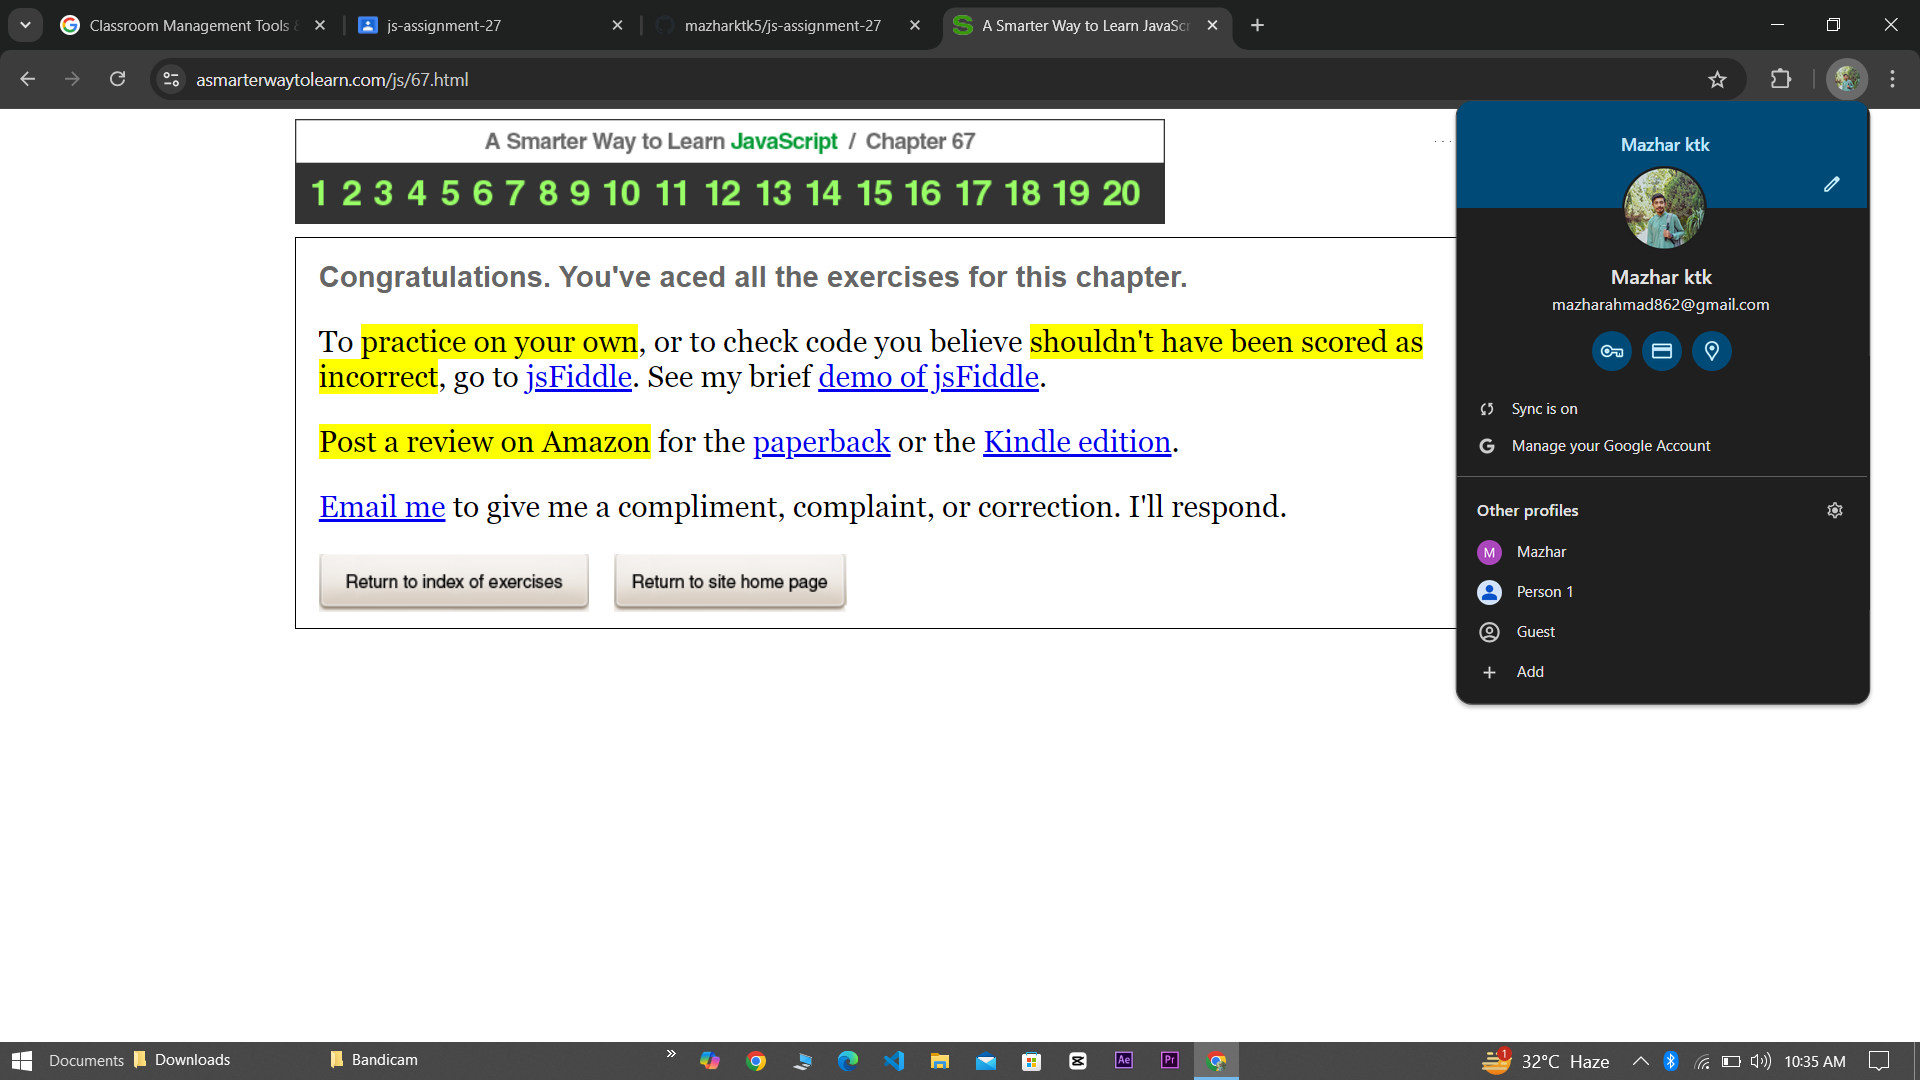 Classroom Management Tools &
js-assignment-27
mazharktk5/js-assignment-27
A Smarter Way to Learn JavaScr
asmarterwaytolearn.com/js/67.html
A Smarter Way to Learn JavaScript / Chapter 67
1 2 3 4 5 6 7 8 9 10 11 12 13 14 15 16 17 18 19 20
Congratulations. You've aced all the exercises for this chapter.
To practice on your own, or to check code you believe shouldn't have been scored as
incorrect, go to jsFiddle. See my brief demo of jsFiddle.
Post a review on Amazon for the paperback or the Kindle edition.
Email me to give me a compliment, complaint, or correction. I'll respond.
Return to index of exercises
Return to site home page
Mazhar ktk
Mazhar ktk
mazharahmad862@gmail.com
Sync is on
G Manage your Google Account
Other profiles
M Mazhar
Person 1
Guest
Add
Documents
Downloads
Bandicam
Ae
Pr
1
32°C Haze
10:35 AM